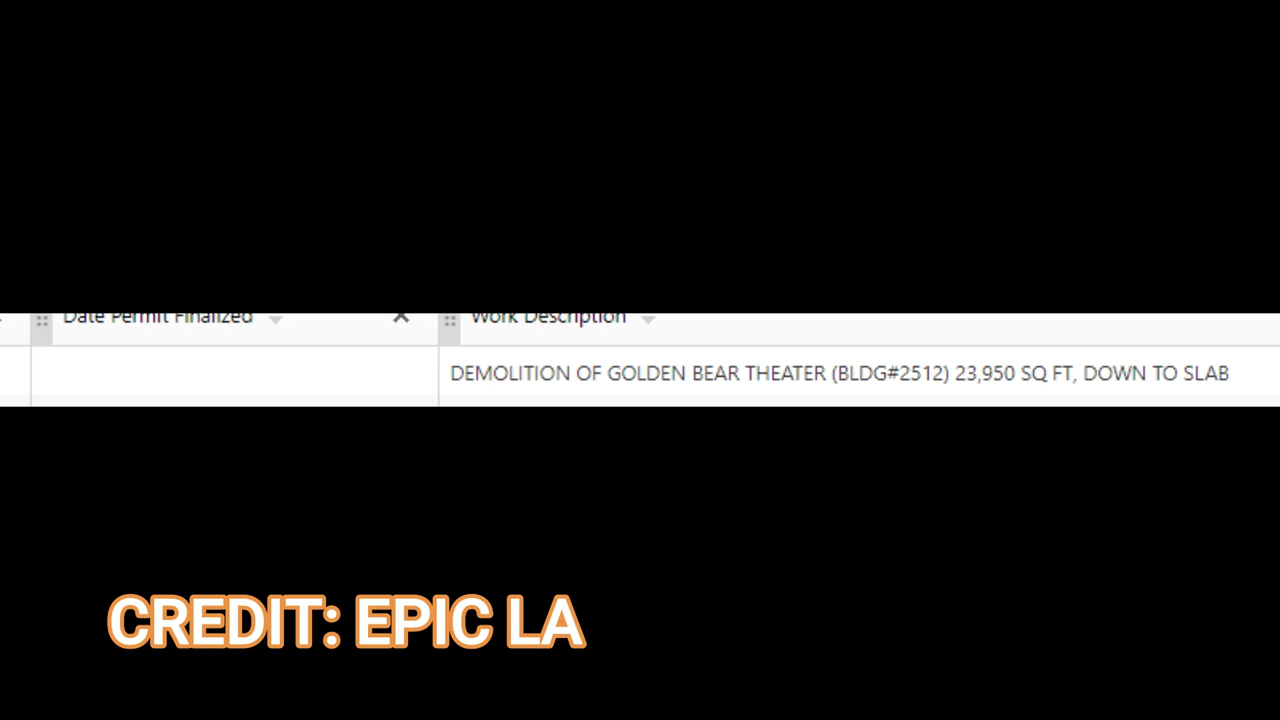 Date Permit Finalized
Work Description
DEMOLITION OF GOLDEN BEAR THEATER (BLDG#2512) 23,950 SQ FT, DOWN TO SLAB
CREDIT: EPIC LA